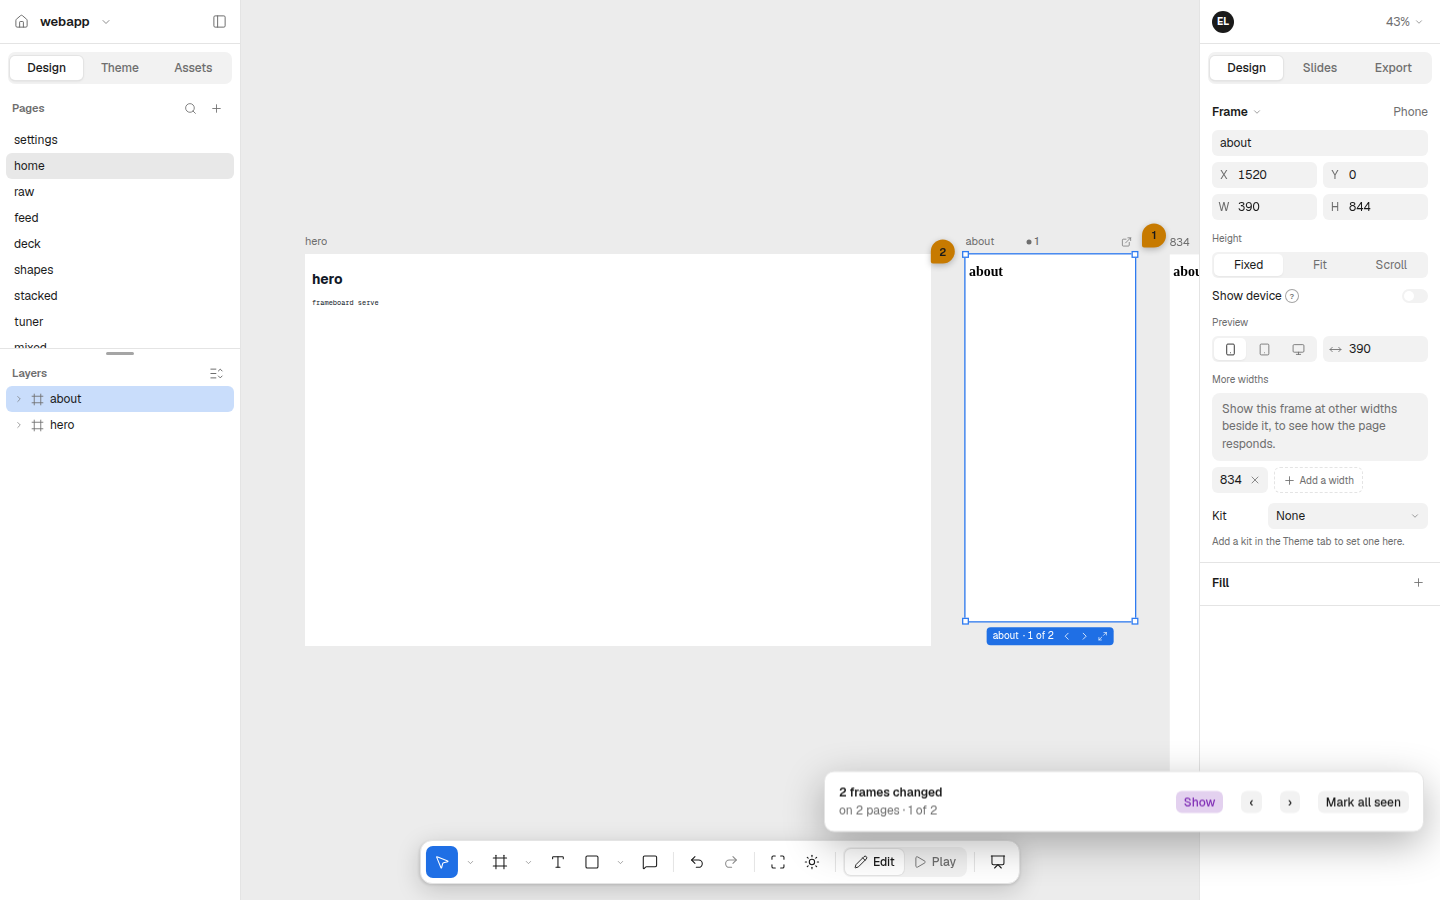 webapp
Design
Theme
Assets
Pages
settings
home
raw
feed
deck
shapes
stacked
tuner
mixed
Layers
about
hero
hero
hero
frameboard serve
2
about
1
1
about
about · 1 of 2
834
abou
EL
43%
Design
Slides
Export
Frame
Phone
about
X 1520
Y 0
W 390
H 844
Height
Fixed
Fit
Scroll
Show device ?
Preview
390
More widths
Show this frame at other widths
beside it, to see how the page
responds.
834
Add a width
Kit
None
Add a kit in the Theme tab to set one here.
Fill
2 frames changed
on 2 pages · 1 of 2
Show
‹
›
Mark all seen
Edit
Play